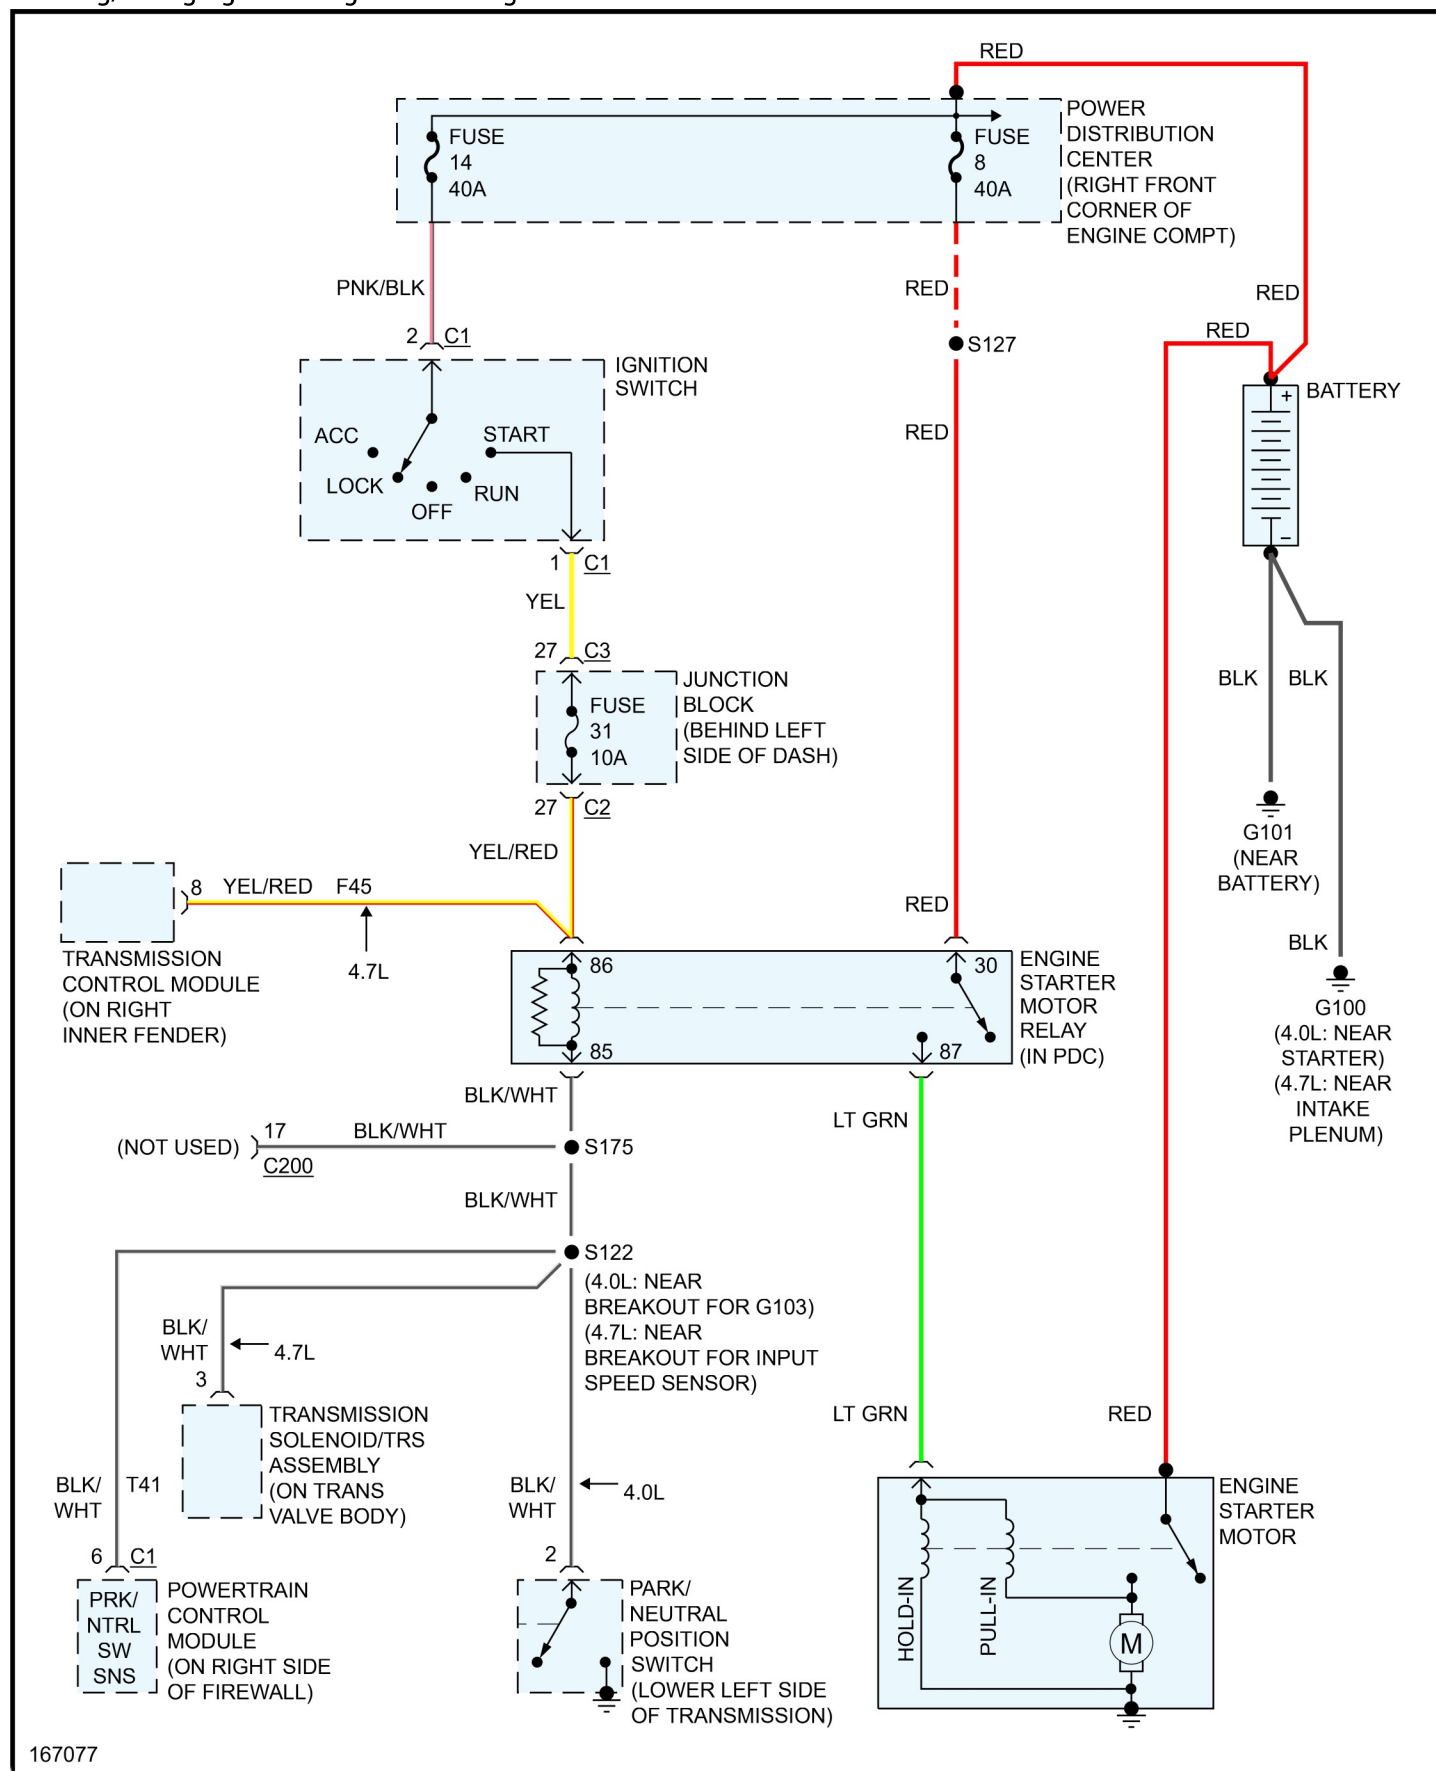 RED
POWER
DISTRIBUTION
CENTER
(RIGHT FRONT
CORNER OF
ENGINE COMPT)
FUSE
14
40A
FUSE
8
40A
PNK/BLK
RED
RED
RED
2 C1
S127
IGNITION
SWITCH
BATTERY
+
−
ACC
START
LOCK
RUN
OFF
RED
1 C1
YEL
27 C3
JUNCTION
BLOCK
(BEHIND LEFT
SIDE OF DASH)
FUSE
31
10A
27 C2
BLK
BLK
G101
(NEAR
BATTERY)
YEL/RED
8 YEL/RED F45
4.7L
TRANSMISSION
CONTROL MODULE
(ON RIGHT
INNER FENDER)
RED
BLK
G100
(4.0L: NEAR
STARTER)
(4.7L: NEAR
INTAKE
PLENUM)
86
30
85
87
ENGINE
STARTER
MOTOR
RELAY
(IN PDC)
BLK/WHT
LT GRN
(NOT USED)
17 BLK/WHT
C200
S175
BLK/WHT
S122
(4.0L: NEAR
BREAKOUT FOR G103)
(4.7L: NEAR
BREAKOUT FOR INPUT
SPEED SENSOR)
BLK/
WHT
4.7L
3
TRANSMISSION
SOLENOID/TRS
ASSEMBLY
(ON TRANS
VALVE BODY)
LT GRN
RED
BLK/
WHT
T41
BLK/
WHT
4.0L
ENGINE
STARTER
MOTOR
6 C1
PRK/
NTRL
SW
SNS
POWERTRAIN
CONTROL
MODULE
(ON RIGHT SIDE
OF FIREWALL)
2
PARK/
NEUTRAL
POSITION
SWITCH
(LOWER LEFT SIDE
OF TRANSMISSION)
HOLD-IN
PULL-IN
M
167077